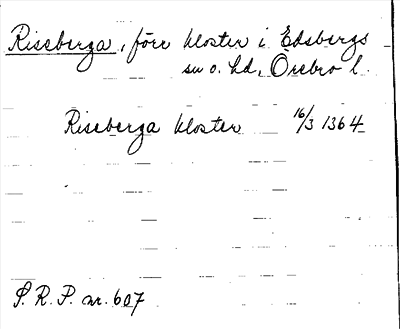 Riseberga, förr kloster i Edsbergs
sn o. hd, Örebro l.
Riseberga kloster 16/3 1364
S. R. P. nr. 607